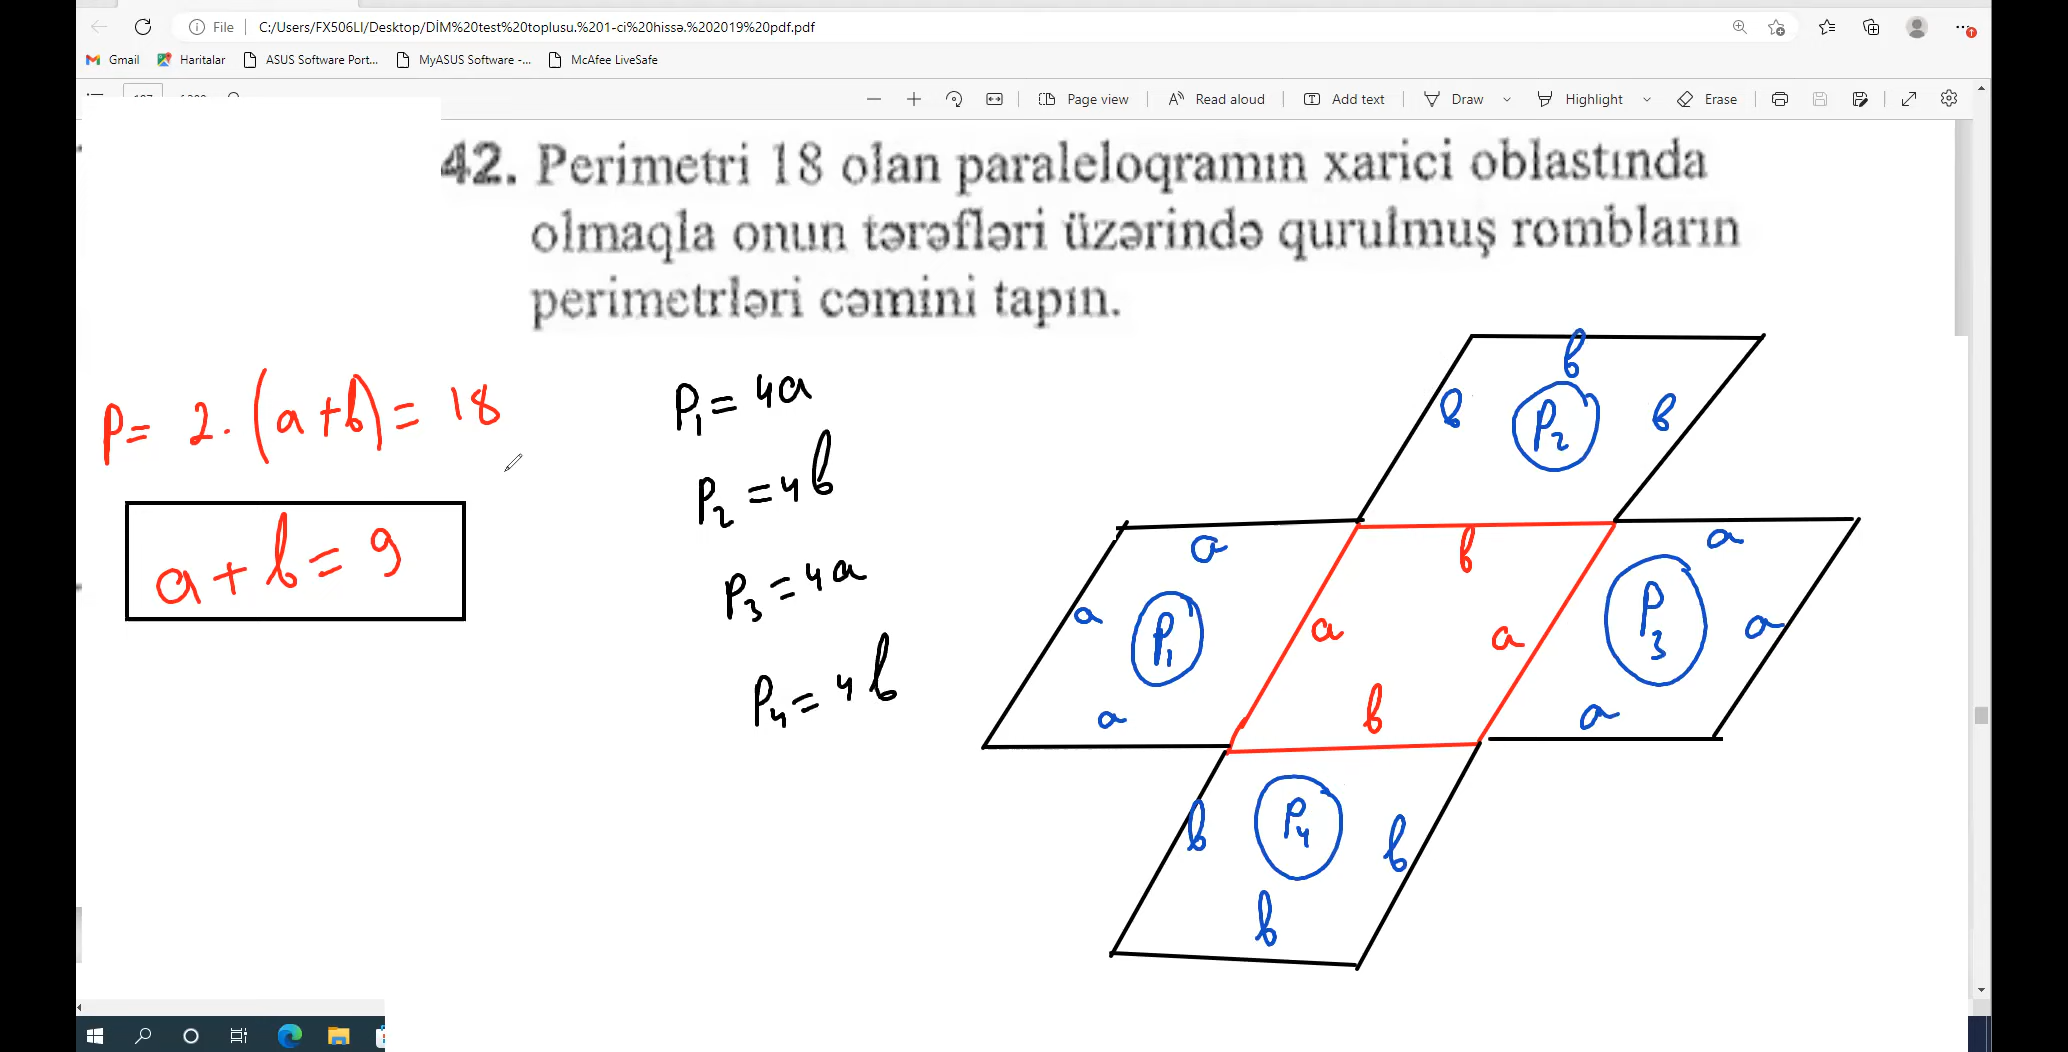 File C:/Users/FX506LI/Desktop/DİM%20test%20toplusu.%201-ci%20hissə.%202019%20pdf.pdf
Gmail Haritalar ASUS Software Port... MyASUS Software -... McAfee LiveSafe
Page view Read aloud Add text Draw Highlight Erase
42. Perimetri 18 olan paraleloqramın xarici oblastında
olmaqla onun tərəfləri üzərində qurulmuş rombların
perimetrləri cəmini tapın.
P= 2·(a+b)= 18
a+b=9
P₁=4a
P₂=4b
P₃=4a
P₄=4b
b
b P₂ b
a b a
a P₁ a a P₃ a
a b a
b P₄ b
b